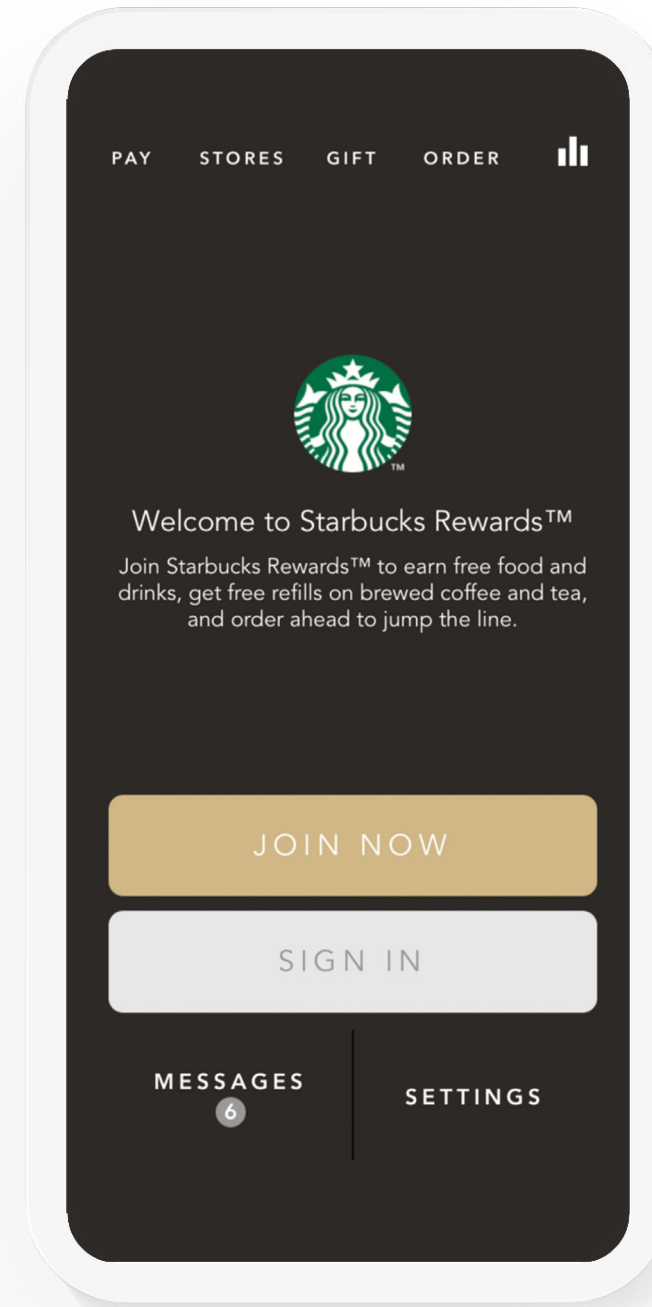 PAY STORES GIFT ORDER
TM
Welcome to Starbucks Rewards™
Join Starbucks Rewards™ to earn free food and
drinks, get free refills on brewed coffee and tea,
and order ahead to jump the line.
JOIN NOW
SIGN IN
MESSAGES
6
SETTINGS